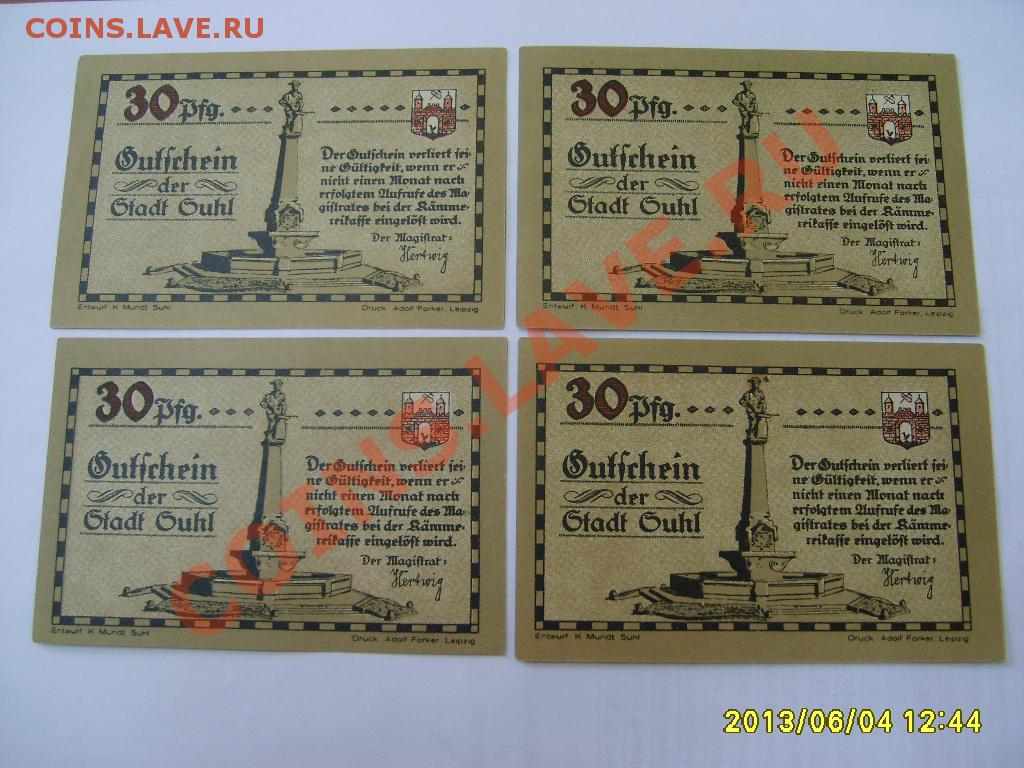 COINS.LAVE.RU
30 Pfg.
Gutschein
der
Stadt Suhl
Der Gutschein verliert sei-
ne Gültigkeit, wenn er
nicht einen Monat nach
erfolgtem Aufrufe des Ma-
gistrates bei der Kämme-
reikasse eingelöst wird.
Der Magistrat:
Hertwig
Entwurf K Mundt Suhl
Druck Adolf Forker, Leipzig
30 Pfg.
Gutschein
der
Stadt Suhl
Der Gutschein verliert sei-
ne Gültigkeit, wenn er
nicht einen Monat nach
erfolgtem Aufrufe des Ma-
gistrates bei der Kämme-
reikasse eingelöst wird.
Der Magistrat:
Hertwig
Entwurf K Mundt Suhl
Druck Adolf Forker, Leipzig
30 Pfg.
Gutschein
der
Stadt Suhl
Der Gutschein verliert sei-
ne Gültigkeit, wenn er
nicht einen Monat nach
erfolgtem Aufrufe des Ma-
gistrates bei der Kämme-
reikasse eingelöst wird.
Der Magistrat:
Hertwig
Entwurf K Mundt Suhl
Druck Adolf Forker, Leipzig
30 Pfg.
Gutschein
der
Stadt Suhl
Der Gutschein verliert sei-
ne Gültigkeit, wenn er
nicht einen Monat nach
erfolgtem Aufrufe des Ma-
gistrates bei der Kämme-
reikasse eingelöst wird.
Der Magistrat:
Hertwig
Entwurf K Mundt Suhl
Druck Adolf Forker, Leipzig
COINS.LAVE.RU
2013/06/04 12:44